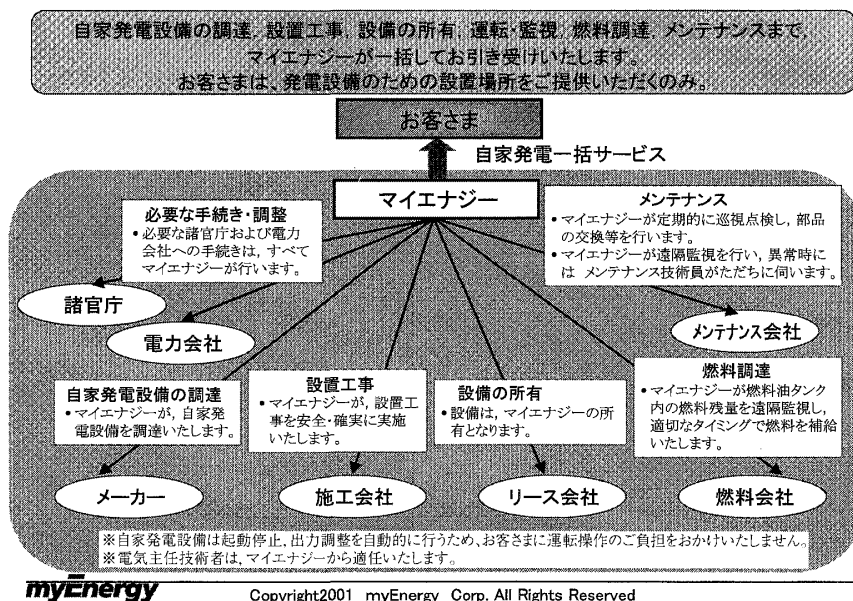 自家発電設備の調達, 設置工事, 設備の所有, 運転・監視, 燃料調達, メンテナンスまで,
マイエナジーが一括してお引き受けいたします。
お客さまは、発電設備のための設置場所をご提供いただくのみ。
お客さま
自家発電一括サービス
マイエナジー
必要な手続き・調整
• 必要な諸官庁および電力
会社への手続きは, すべて
マイエナジーが行います。
メンテナンス
• マイエナジーが定期的に巡視点検し, 部品
の交換等を行います。
• マイエナジーが遠隔監視を行い, 異常時に
は メンテナンス技術員がただちに伺います。
諸官庁
電力会社
メンテナンス会社
自家発電設備の調達
• マイエナジーが, 自家発
電設備を調達いたします。
設置工事
• マイエナジーが, 設置工
事を安全・確実に実施
いたします。
設備の所有
• 設備は, マイエナジーの所
有となります。
燃料調達
• マイエナジーが燃料油タンク
内の燃料残量を遠隔監視し,
適切なタイミングで燃料を補給
いたします。
メーカー
施工会社
リース会社
燃料会社
※自家発電設備は起動停止, 出力調整を自動的に行うため、お客さまに運転操作のご負担をおかけいたしません。
※電気主任技術者は, マイエナジーから適任いたします。
myEnergy
Copyright2001 myEnergy Corp. All Rights Reserved